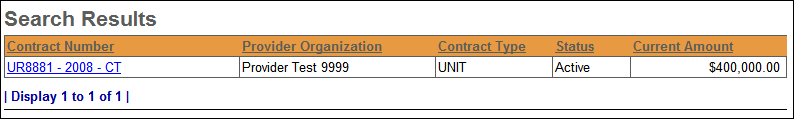 Search Results
Contract Number Provider Organization Contract Type Status Current Amount
UR8881 - 2008 - CT Provider Test 9999 UNIT Active $400,000.00
| Display 1 to 1 of 1 |